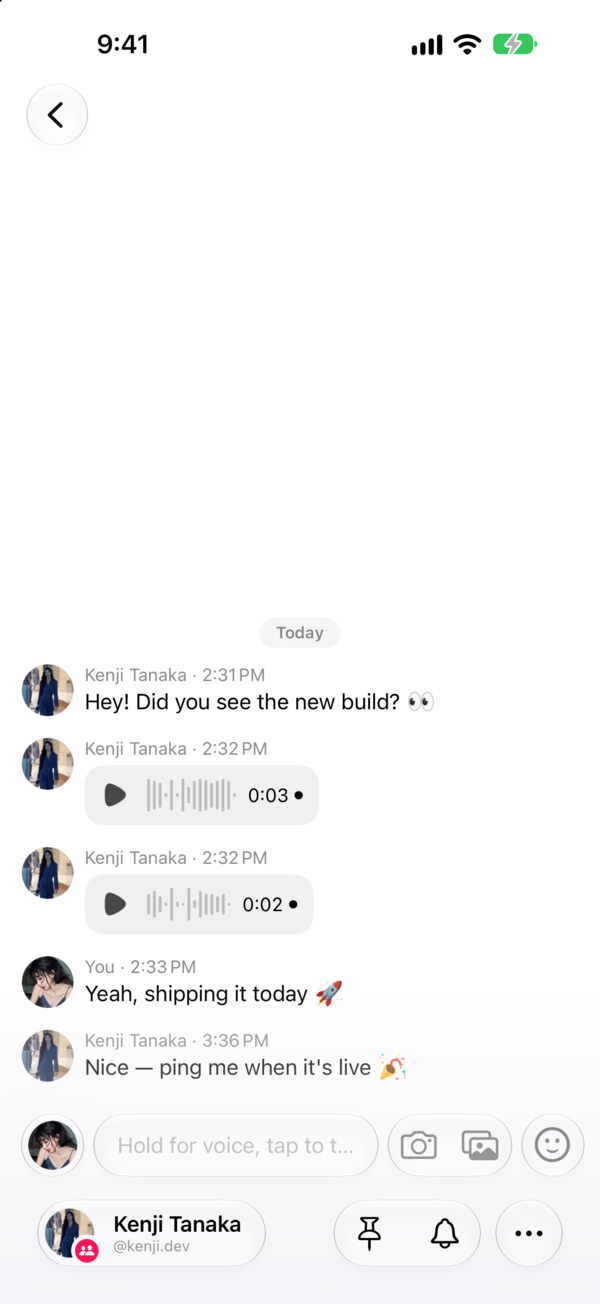 9:41
Today
Kenji Tanaka · 2:31 PM
Hey! Did you see the new build? 👀
Kenji Tanaka · 2:32 PM
0:03
Kenji Tanaka · 2:32 PM
0:02
You · 2:33 PM
Yeah, shipping it today 🚀
Kenji Tanaka · 3:36 PM
Nice — ping me when it's live 🎉
Hold for voice, tap to t...
Kenji Tanaka
@kenji.dev